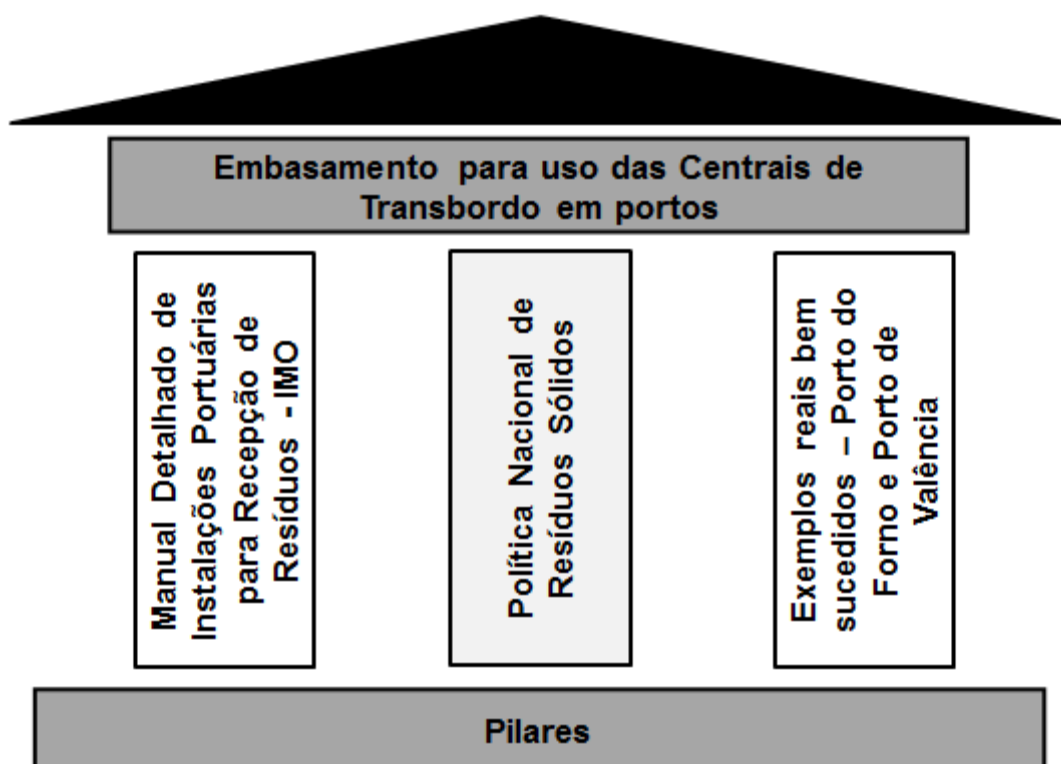 Embasamento para uso das Centrais de
Transbordo em portos
Manual Detalhado de
Instalações Portuárias
para Recepção de
Resíduos - IMO
Política Nacional de
Resíduos Sólidos
Exemplos reais bem
sucedidos – Porto do
Forno e Porto de
Valência
Pilares